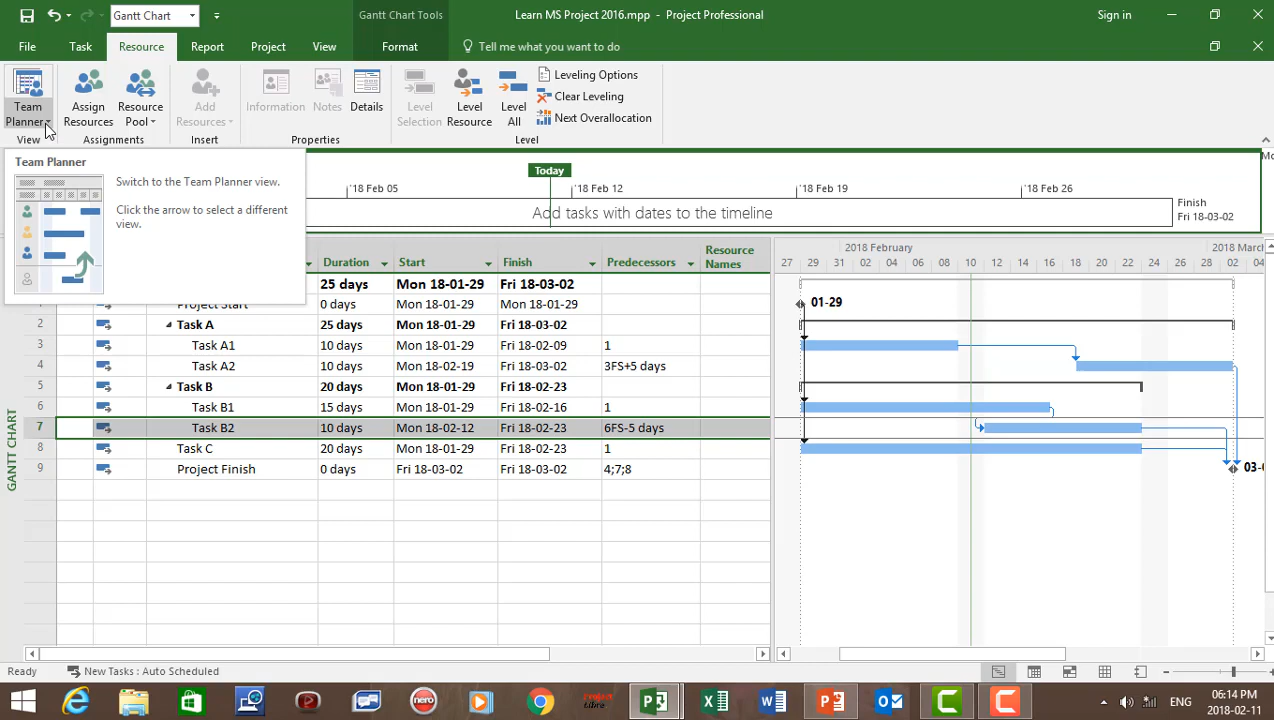 Gantt Chart
Gantt Chart Tools
Learn MS Project 2016.mpp - Project Professional
Sign in
File
Task
Resource
Report
Project
View
Format
Tell me what you want to do
Team Planner
Assign Resources
Resource Pool
Add Resources
Information
Notes
Details
Level Selection
Level Resource
Level All
Leveling Options
Clear Leveling
Next Overallocation
View
Assignments
Insert
Properties
Level
Team Planner
Switch to the Team Planner view.
Click the arrow to select a different
view.
Today
18 Feb 05
18 Feb 12
18 Feb 19
18 Feb 26
Mo
Add tasks with dates to the timeline
Finish
Fri 18-03-02
Duration Start Finish Predecessors Resource Names
2018 February 2018 March
27 29 31 02 04 06 08 10 12 14 16 18 20 22 24 26 28 02 04
25 days Mon 18-01-29 Fri 18-03-02
Project Start 0 days Mon 18-01-29 Mon 18-01-29 01-29
2 Task A 25 days Mon 18-01-29 Fri 18-03-02
3 Task A1 10 days Mon 18-01-29 Fri 18-02-09 1
4 Task A2 10 days Mon 18-02-19 Fri 18-03-02 3FS+5 days
5 Task B 20 days Mon 18-01-29 Fri 18-02-23
6 Task B1 15 days Mon 18-01-29 Fri 18-02-16 1
7 Task B2 10 days Mon 18-02-12 Fri 18-02-23 6FS-5 days
8 Task C 20 days Mon 18-01-29 Fri 18-02-23 1
9 Project Finish 0 days Fri 18-03-02 Fri 18-03-02 4;7;8 03-
GANTT CHART
Ready
New Tasks : Auto Scheduled
nero
Project
Libre
ENG
06:14 PM
2018-02-11